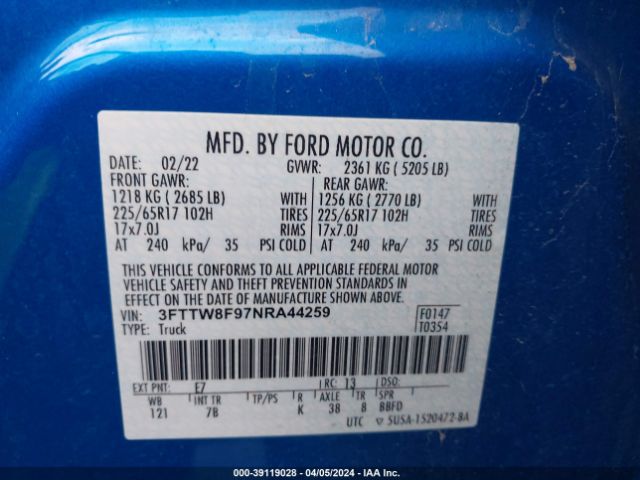 MFD. BY FORD MOTOR CO.
DATE: 02/22 GVWR: 2361 KG ( 5205 LB)
FRONT GAWR: REAR GAWR:
1218 KG ( 2685 LB) WITH 1256 KG ( 2770 LB) WITH
225/65R17 102H TIRES 225/65R17 102H TIRES
17x7.0J RIMS 17x7.0J RIMS
AT 240 kPa/ 35 PSI COLD AT 240 kPa/ 35 PSI COLD
THIS VEHICLE CONFORMS TO ALL APPLICABLE FEDERAL MOTOR
VEHICLE SAFETY AND THEFT PREVENTION STANDARDS IN
EFFECT ON THE DATE OF MANUFACTURE SHOWN ABOVE.
VIN: 3FTTW8F97NRA44259 F0147
TYPE: Truck T0354
EXT PNT: E7 RC: 13 DSO:
WB INT TR TP/PS R AXLE TR SPR
121 7B K 38 8 BBFD
UTC ▽ 5USA-1520472-BA
000-39119028 - 04/05/2024 - IAA Inc.